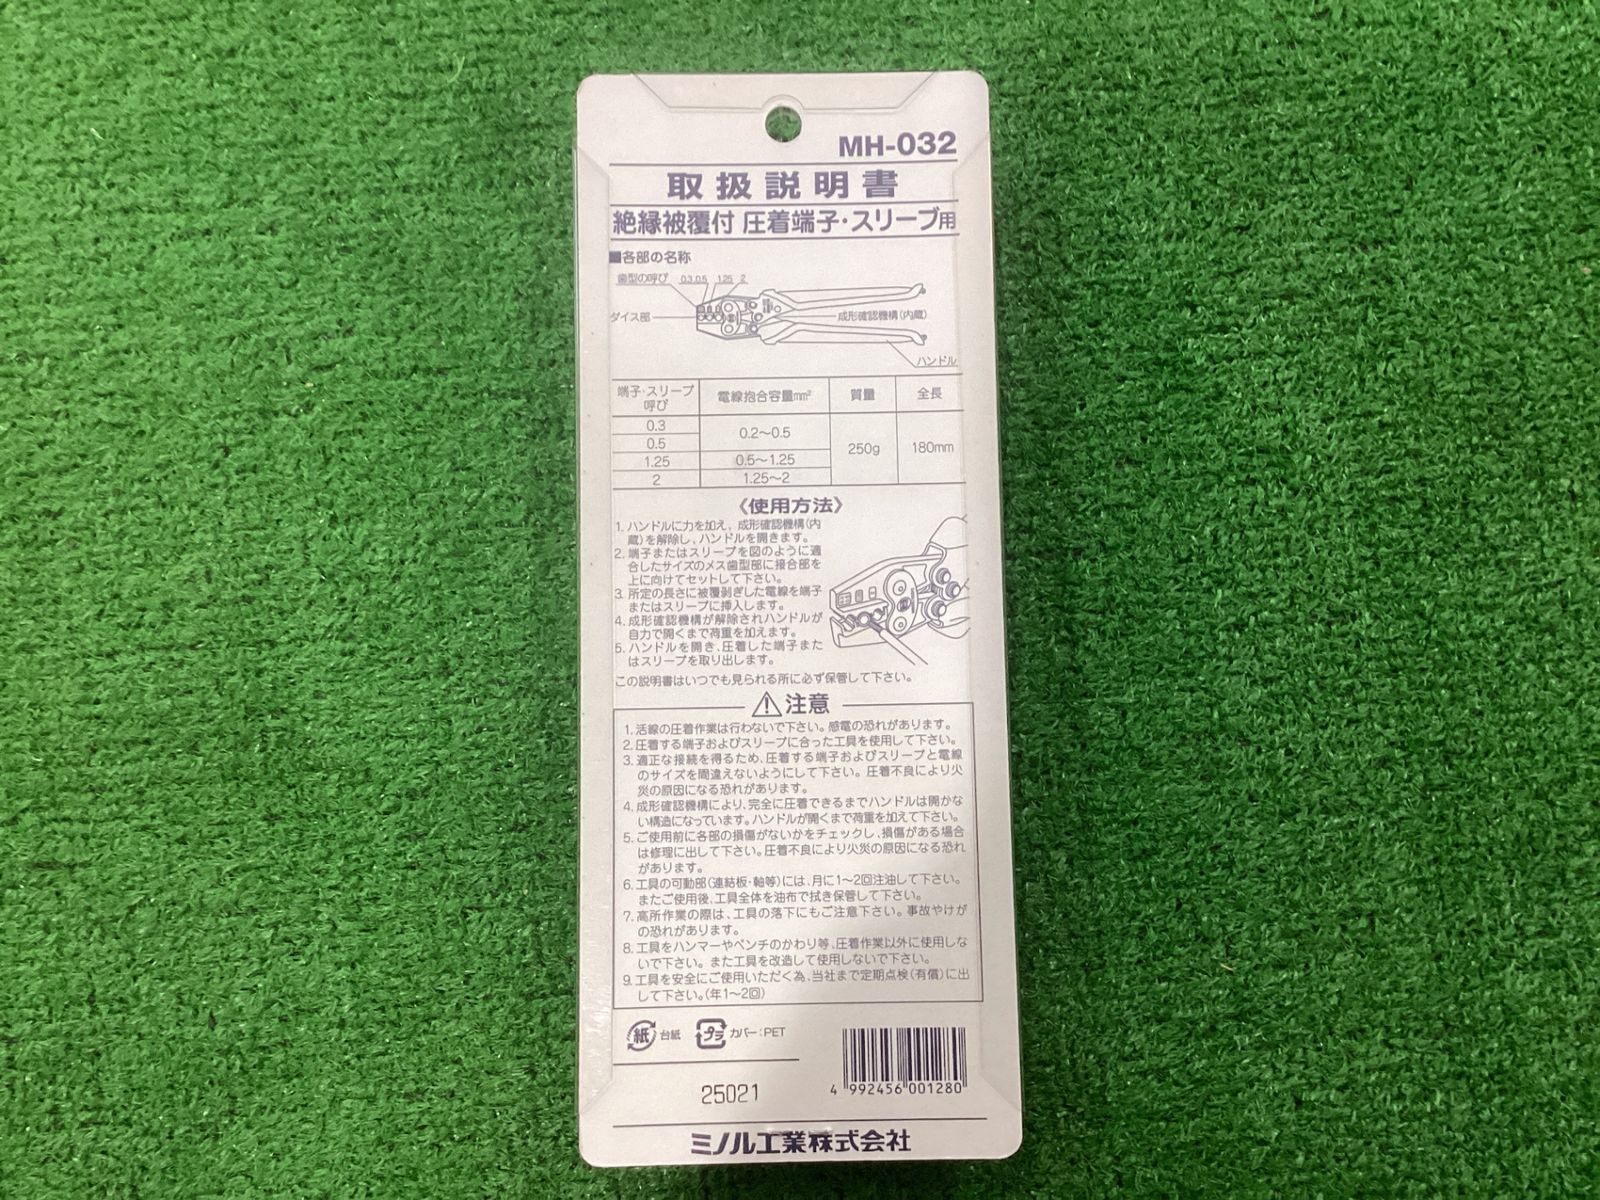 MH-032
取扱説明書
絶縁被覆付 圧着端子・スリーブ用
■各部の名称
歯型の呼び 0.3,0.5 1.25 2
ダイス部
成形確認機構(内蔵)
ハンドル
端子・スリーブ呼び 電線抱合容量mm² 質量 全長
0.3 0.2～0.5 250g 180mm
0.5
1.25 0.5～1.25
2 1.25～2
《使用方法》
1. ハンドルに力を加え、成形確認機構(内
蔵)を解除し、ハンドルを開きます。
2. 端子またはスリーブを図のように適
合したサイズのメス歯型部に接合部を
上に向けてセットして下さい。
3. 所定の長さに被覆剥ぎした電線を端子
またはスリーブに挿入します。
4. 成形確認機構が解除されハンドルが
自力で開くまで荷重を加えます。
5. ハンドルを開き、圧着した端子また
はスリーブを取り出します。
この説明書はいつでも見られる所に必ず保管して下さい。
注意
1. 活線の圧着作業は行わないで下さい。感電の恐れがあります。
2. 圧着する端子およびスリーブに合った工具を使用して下さい。
3. 適正な接続を得るため、圧着する端子およびスリーブと電線
のサイズを間違えないようにして下さい。圧着不良により火
災の原因になる恐れがあります。
4. 成形確認機構により、完全に圧着できるまでハンドルは開かな
い構造になっています。ハンドルが開くまで荷重を加えて下さい。
5. ご使用前に各部の損傷がないかをチェックし、損傷がある場合
は修理に出して下さい。圧着不良により火災の原因になる恐れ
があります。
6. 工具の可動部(連結板・軸等)には、月に1～2回注油して下さい。
またご使用後、工具全体を油布で拭き保管して下さい。
7. 高所作業の際は、工具の落下にもご注意下さい。事故やけが
の恐れがあります。
8. 工具をハンマーやペンチのかわり等、圧着作業以外に使用しな
いで下さい。また工具を改造して使用しないで下さい。
9. 工具を安全にご使用いただく為、当社まで定期点検(有償)に出
して下さい。(年1～2回)
紙 台紙 プラ カバー:PET
25021
4 992456 001280
ミノル工業株式会社